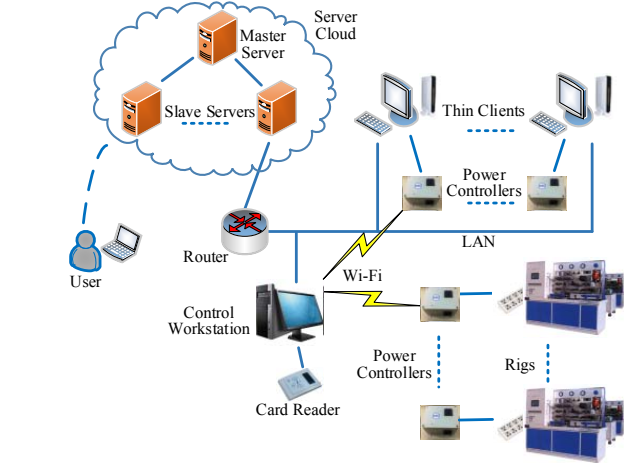 Server
Cloud
Master
Server
Slave Servers
Thin Clients
Power
Controllers
LAN
Router
User
Wi-Fi
Control
Workstation
Power
Controllers
Rigs
Card Reader